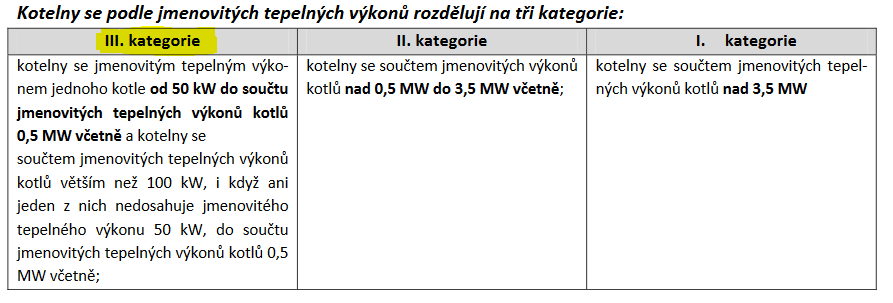 Kotelny se podle jmenovitých tepelných výkonů rozdělují na tři kategorie:
III. kategorie
kotelny se jmenovitým tepelným výko-
nem jednoho kotle od 50 kW do součtu
jmenovitých tepelných výkonů kotlů
0,5 MW včetně a kotelny se
součtem jmenovitých tepelných výkonů
kotlů větším než 100 kW, i když ani
jeden z nich nedosahuje jmenovitého
tepelného výkonu 50 kW, do součtu
jmenovitých tepelných výkonů kotlů 0,5
MW včetně;
II. kategorie
kotelny se součtem jmenovitých výkonů
kotlů nad 0,5 MW do 3,5 MW včetně;
I. kategorie
kotelny se součtem jmenovitých tepel-
ných výkonů kotlů nad 3,5 MW